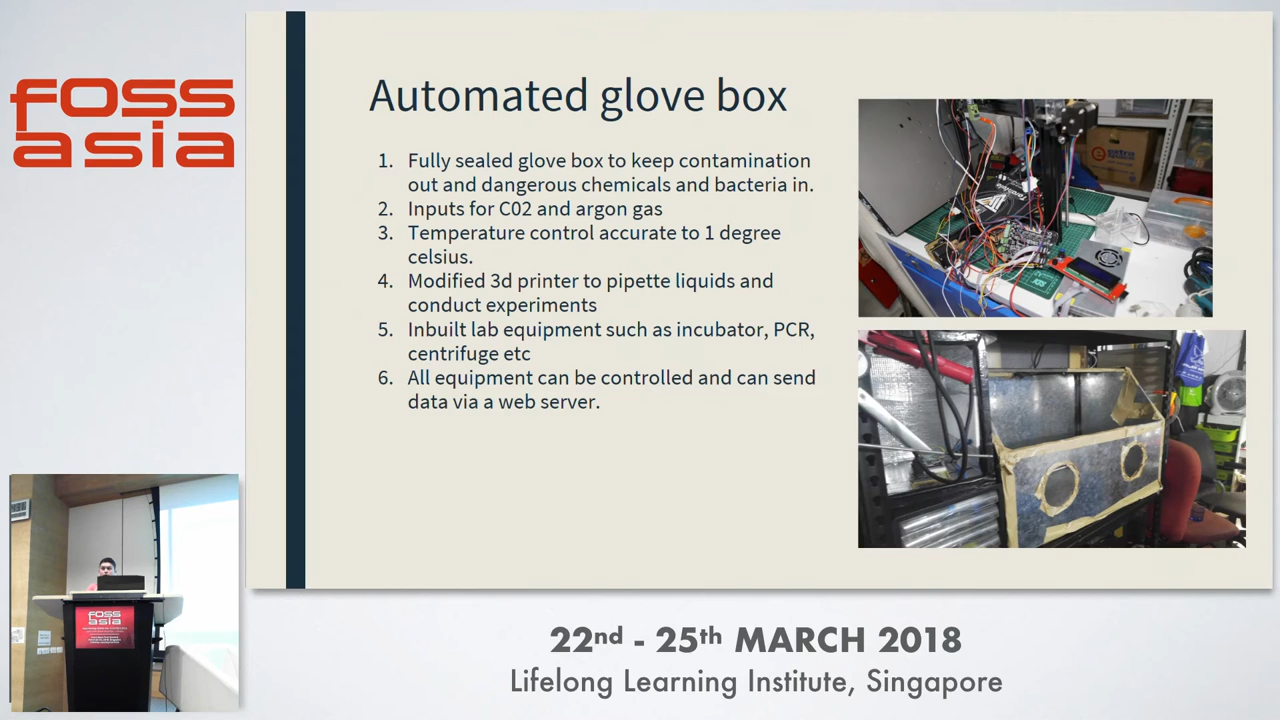 foss
asia
Automated glove box
1. Fully sealed glove box to keep contamination
out and dangerous chemicals and bacteria in.
2. Inputs for C02 and argon gas
3. Temperature control accurate to 1 degree
celsius.
4. Modified 3d printer to pipette liquids and
conduct experiments
5. Inbuilt lab equipment such as incubator, PCR,
centrifuge etc
6. All equipment can be controlled and can send
data via a web server.
extra
space
foss
asia
22nd - 25th MARCH 2018
Lifelong Learning Institute, Singapore